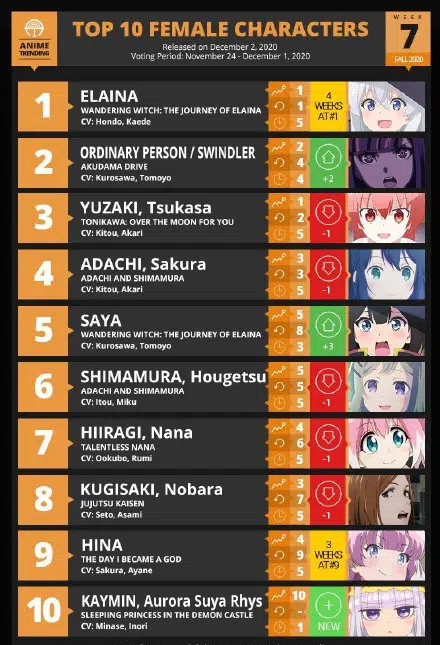 TOP 10 FEMALE CHARACTERS
Released on December 2, 2020
Voting Period: November 24 - December 1, 2020
ANIME
TRENDING
WEEK
7
FALL 2020
1
ELAINA
WANDERING WITCH: THE JOURNEY OF ELAINA
CV: Hondo, Kaede
1
1
5
4
WEEKS
AT #1
2
ORDINARY PERSON / SWINDLER
AKUDAMA DRIVE
CV: Kurosawa, Tomoyo
2
4
4
+2
3
YUZAKI, Tsukasa
TONIKAWA: OVER THE MOON FOR YOU
CV: Kitou, Akari
1
2
5
-1
4
ADACHI, Sakura
ADACHI AND SHIMAMURA
CV: Kitou, Akari
3
3
5
-1
5
SAYA
WANDERING WITCH: THE JOURNEY OF ELAINA
CV: Kurosawa, Tomoyo
5
8
3
+3
6
SHIMAMURA, Hougetsu
ADACHI AND SHIMAMURA
CV: Itou, Miku
5
5
5
-1
7
HIIRAGI, Nana
TALENTLESS NANA
CV: Ookubo, Rumi
4
6
5
-1
8
KUGISAKI, Nobara
JUJUTSU KAISEN
CV: Seto, Asami
3
7
5
-1
9
HINA
THE DAY I BECAME A GOD
CV: Sakura, Ayane
4
9
5
3
WEEKS
AT #9
10
KAYMIN, Aurora Suya Rhys
SLEEPING PRINCESS IN THE DEMON CASTLE
CV: Minase, Inori
10
-
1
NEW